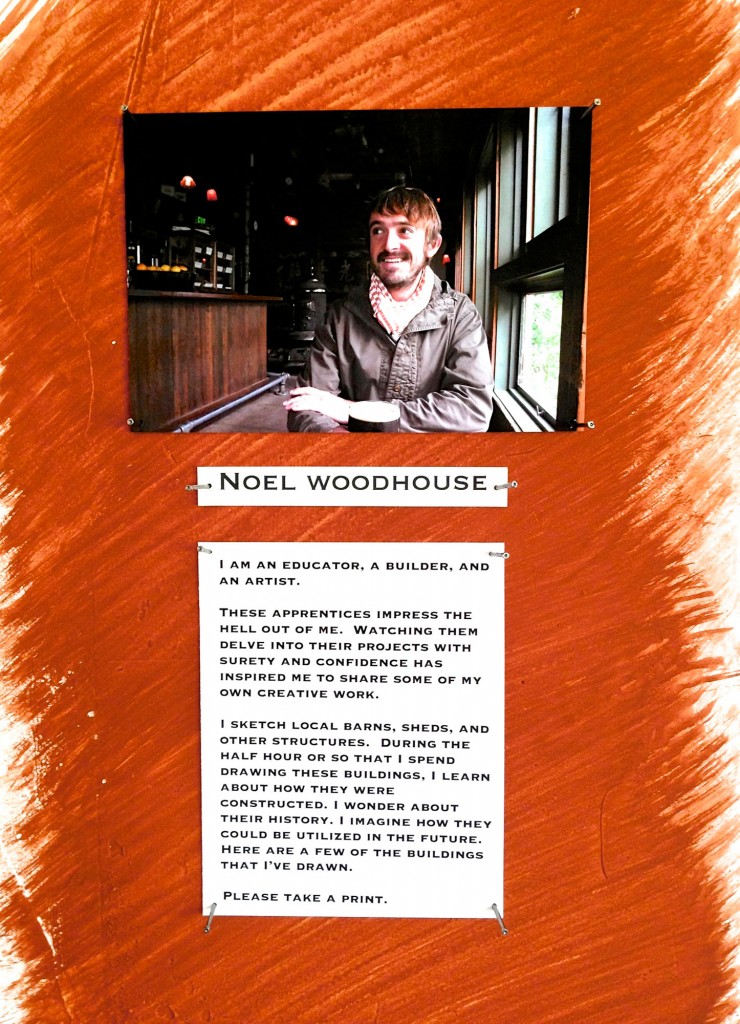 NOEL WOODHOUSE
I AM AN EDUCATOR, A BUILDER, AND
AN ARTIST.
THESE APPRENTICES IMPRESS THE
HELL OUT OF ME. WATCHING THEM
DELVE INTO THEIR PROJECTS WITH
SURETY AND CONFIDENCE HAS
INSPIRED ME TO SHARE SOME OF MY
OWN CREATIVE WORK.
I SKETCH LOCAL BARNS, SHEDS, AND
OTHER STRUCTURES. DURING THE
HALF HOUR OR SO THAT I SPEND
DRAWING THESE BUILDINGS, I LEARN
ABOUT HOW THEY WERE
CONSTRUCTED. I WONDER ABOUT
THEIR HISTORY. I IMAGINE HOW THEY
COULD BE UTILIZED IN THE FUTURE.
HERE ARE A FEW OF THE BUILDINGS
THAT I'VE DRAWN.
PLEASE TAKE A PRINT.